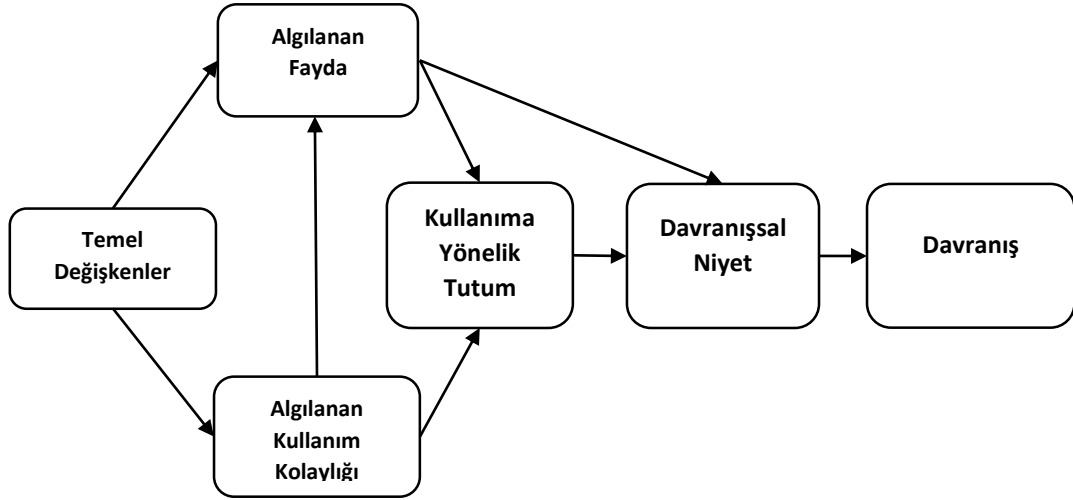 Algılanan
Fayda
Temel
Değişkenler
Kullanıma
Yönelik
Tutum
Davranışsal
Niyet
Davranış
Algılanan
Kullanım
Kolaylığı